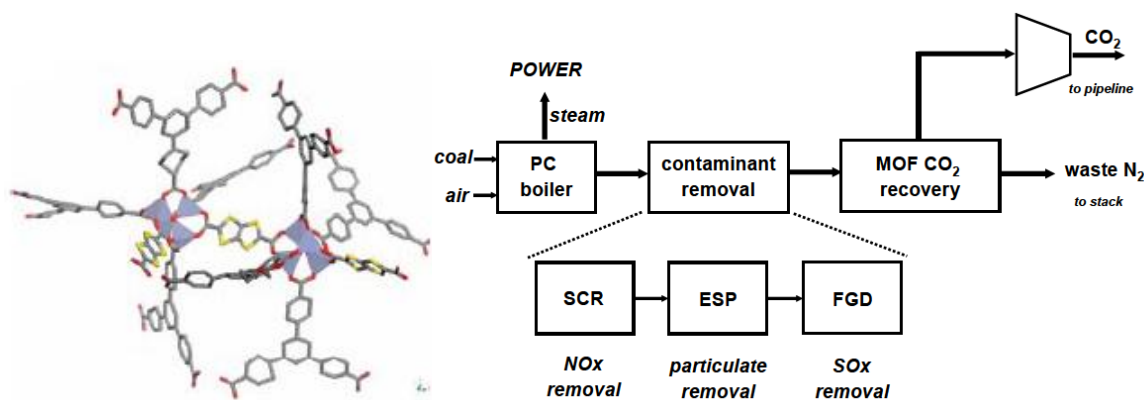 POWER
steam
coal
air
PC
boiler
contaminant
removal
MOF CO₂
recovery
CO₂
to pipeline
waste N₂
to stack
SCR
ESP
FGD
NOx
removal
particulate
removal
SOx
removal